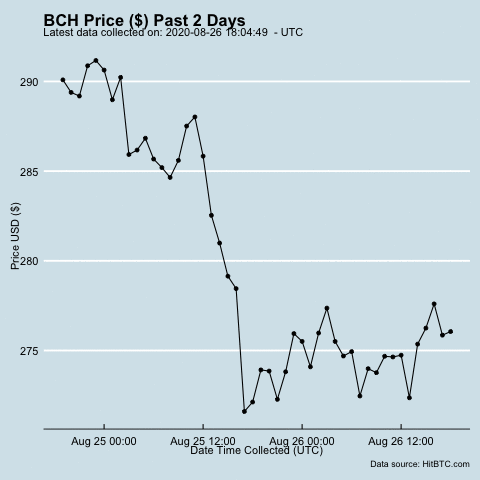 BCH Price ($) Past 2 Days
Latest data collected on: 2020-08-26 18:04:49  - UTC
290
285
280
275
Price USD ($)
Aug 25 00:00 Aug 25 12:00 Aug 26 00:00 Aug 26 12:00
Date Time Collected (UTC)
Data source: HitBTC.com